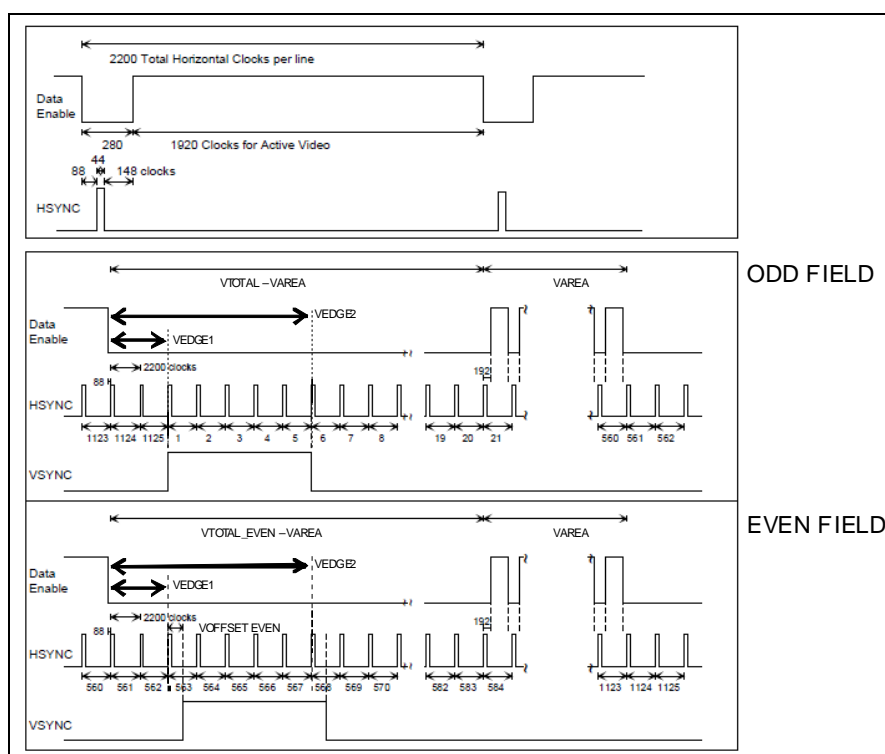 2200 Total Horizontal Clocks per line
Data
Enable
280 1920 Clocks for Active Video
44
88 148 clocks
HSYNC
ODD FIELD
VTOTAL – VAREA VAREA
VEDGE2
Data
Enable
VEDGE1
2200 clocks
88 192
HSYNC
1123 1124 1125 1 2 3 4 5 6 7 8 19 20 21 560 561 562
VSYNC
EVEN FIELD
VTOTAL_EVEN – VAREA VAREA
VEDGE2
Data
Enable
VEDGE1
2200 clocks
88 192
VOFFSET EVEN
HSYNC
560 561 562 563 564 565 566 567 568 569 570 582 583 584 1123 1124 1125
VSYNC